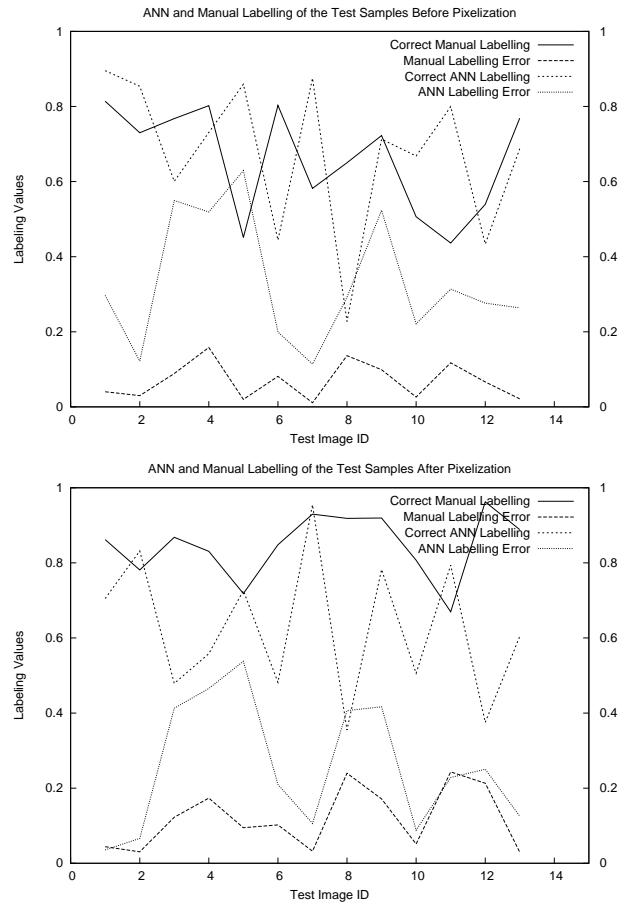 ANN and Manual Labelling of the Test Samples Before Pixelization
1 1
Correct Manual Labelling
Manual Labelling Error
Correct ANN Labelling
ANN Labelling Error
0.8 0.8
0.6 0.6
Labeling Values
0.4 0.4
0.2 0.2
0 0
0 2 4 6 8 10 12 14
Test Image ID
ANN and Manual Labelling of the Test Samples After Pixelization
1 1
Correct Manual Labelling
Manual Labelling Error
Correct ANN Labelling
ANN Labelling Error
0.8 0.8
0.6 0.6
Labeling Values
0.4 0.4
0.2 0.2
0 0
0 2 4 6 8 10 12 14
Test Image ID